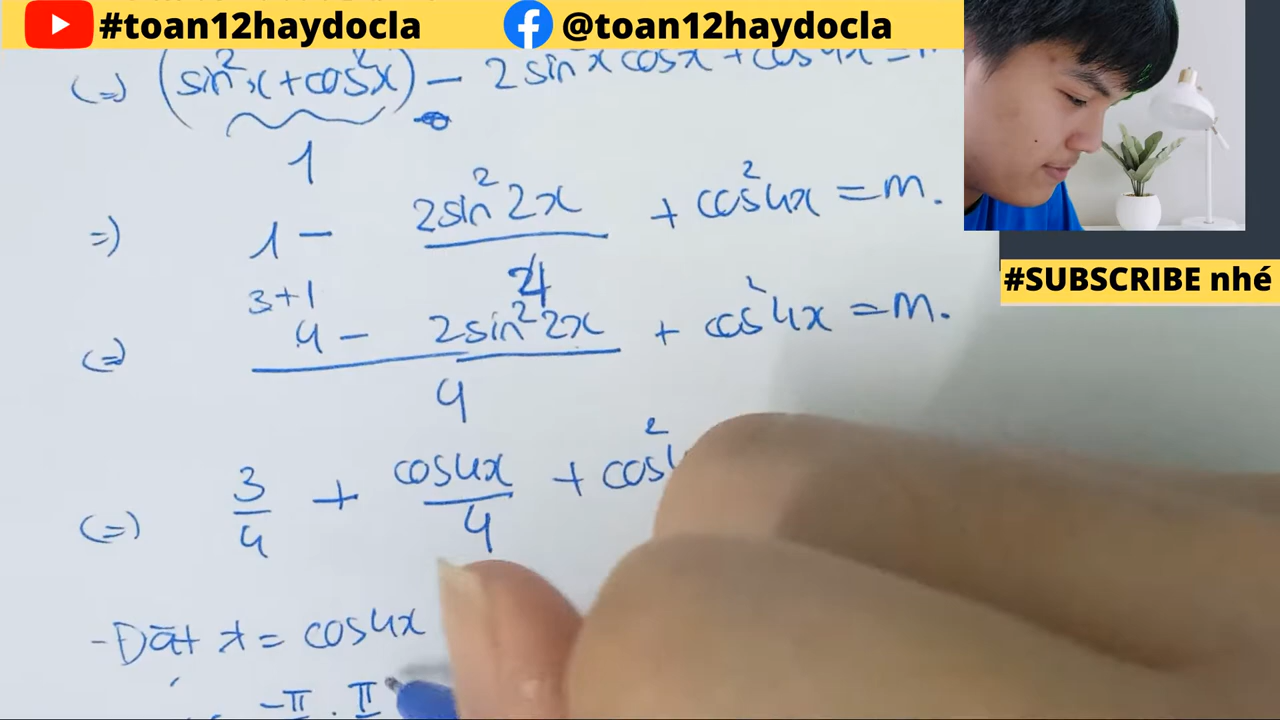 #toan12haydocla
@toan12haydocla
(=) (sin²x + cos²x)² - 2sin²x cos²x + cos²4x = m
1
=) 1 - 2sin²2x / 4 + cos²4x = m.
3+1
(=) 4 - 2sin²2x / 4 + cos²4x = m.
(=) 3/4 + cos4x/4 + cos²
- Đặt t = cos4x
-π π
#SUBSCRIBE nhé